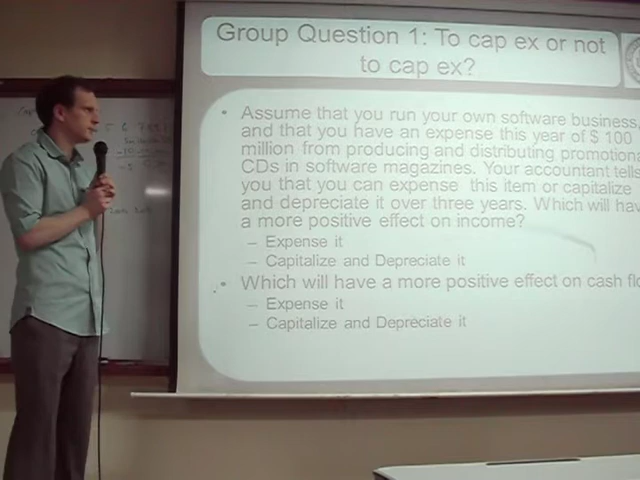 Group Question 1: To cap ex or not
to cap ex?
• Assume that you run your own software business,
and that you have an expense this year of $ 100
million from producing and distributing promotion
CDs in software magazines. Your accountant tells
you that you can expense this item or capitalize
and depreciate it over three years. Which will hav
a more positive effect on income?
– Expense it
– Capitalize and Depreciate it
• Which will have a more positive effect on cash flo
– Expense it
– Capitalize and Depreciate it